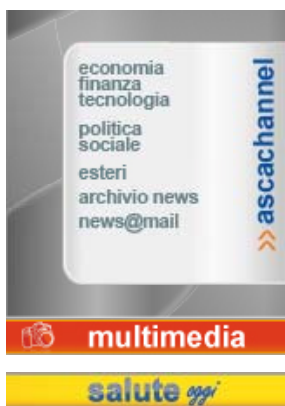 economia
finanza
tecnologia
politica
sociale
esteri
archivio news
news@mail
>> ascachannel
multimedia
salute oggi